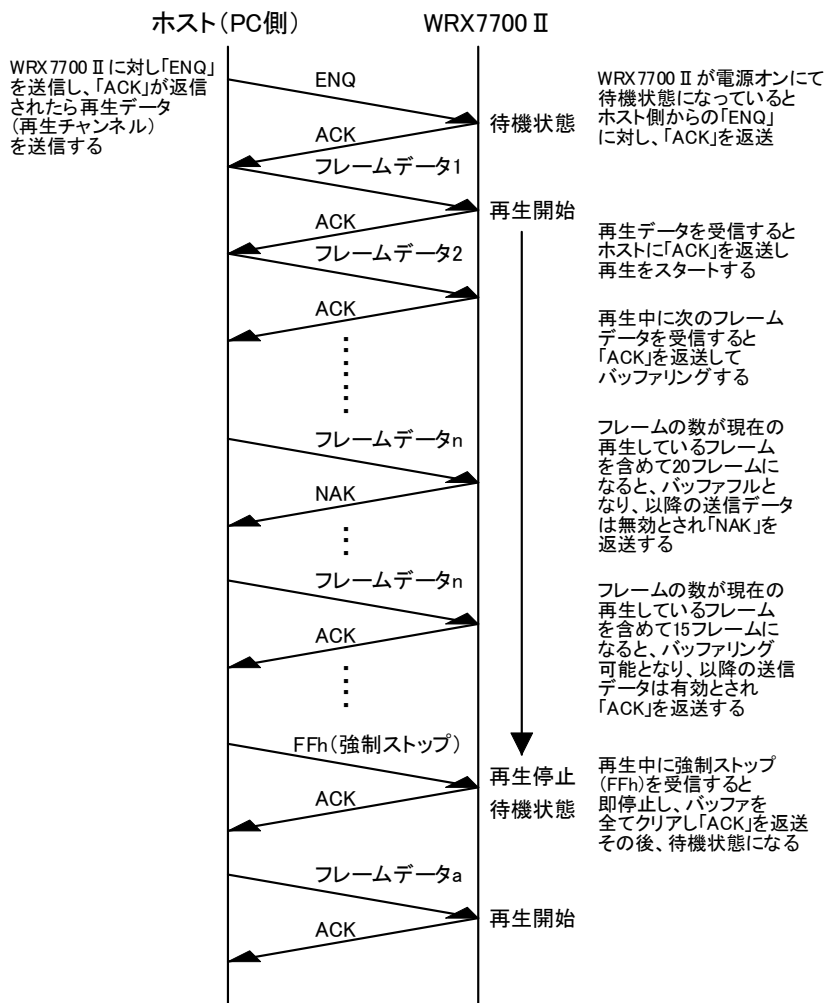 ホスト（PC側）
WRX7700Ⅱ
WRX7700Ⅱに対し「ENQ」
を送信し、「ACK」が返信
されたら再生データ
（再生チャンネル）
を送信する
ENQ
待機状態
WRX7700Ⅱが電源オンにて
待機状態になっていると
ホスト側からの「ENQ」
に対し、「ACK」を返送
ACK
フレームデータ1
再生開始
ACK
再生データを受信すると
ホストに「ACK」を返送し
再生をスタートする
フレームデータ2
ACK
再生中に次のフレーム
データを受信すると
「ACK」を返送して
バッファリングする
フレームデータn
NAK
フレームの数が現在の
再生しているフレーム
を含めて20フレームに
なると、バッファフルと
なり、以降の送信データ
は無効とされ「NAK」を
返送する
フレームデータn
ACK
フレームの数が現在の
再生しているフレーム
を含めて15フレームに
なると、バッファリング
可能となり、以降の送信
データは有効とされ
「ACK」を返送する
FFh（強制ストップ）
再生停止
待機状態
ACK
再生中に強制ストップ
(FFh)を受信すると
即停止し、バッファを
全てクリアし「ACK」を返送
その後、待機状態になる
フレームデータa
再生開始
ACK